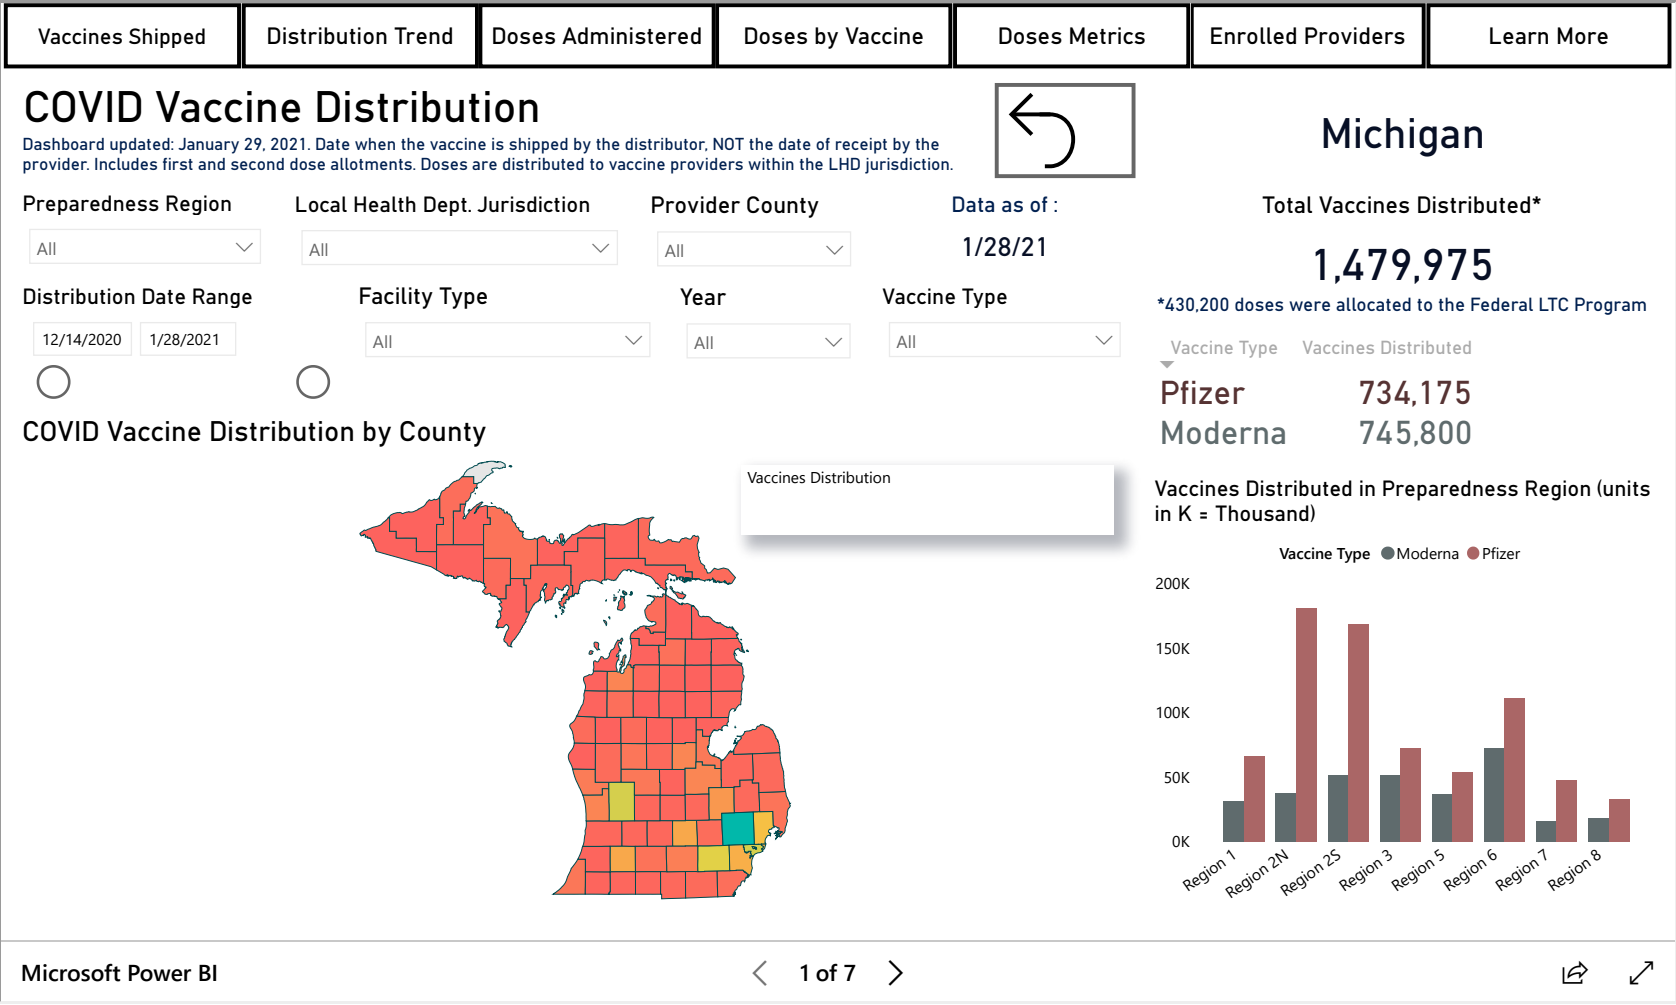 Vaccines Shipped
Distribution Trend
Doses Administered
Doses by Vaccine
Doses Metrics
Enrolled Providers
Learn More
COVID Vaccine Distribution
Dashboard updated: January 29, 2021. Date when the vaccine is shipped by the distributor, NOT the date of receipt by the
provider. Includes first and second dose allotments. Doses are distributed to vaccine providers within the LHD jurisdiction.
Michigan
Preparedness Region
All
Local Health Dept. Jurisdiction
All
Provider County
All
Data as of :
1/28/21
Distribution Date Range
12/14/2020
1/28/2021
Facility Type
All
Year
All
Vaccine Type
All
Total Vaccines Distributed*
1,479,975
*430,200 doses were allocated to the Federal LTC Program
Vaccine Type Vaccines Distributed
Pfizer 734,175
Moderna 745,800
COVID Vaccine Distribution by County
Vaccines Distribution
Vaccines Distributed in Preparedness Region (units
in K = Thousand)
Vaccine Type Moderna Pfizer
200K
150K
100K
50K
0K
Region 1
Region 2N
Region 2S
Region 3
Region 5
Region 6
Region 7
Region 8
Microsoft Power BI
1 of 7